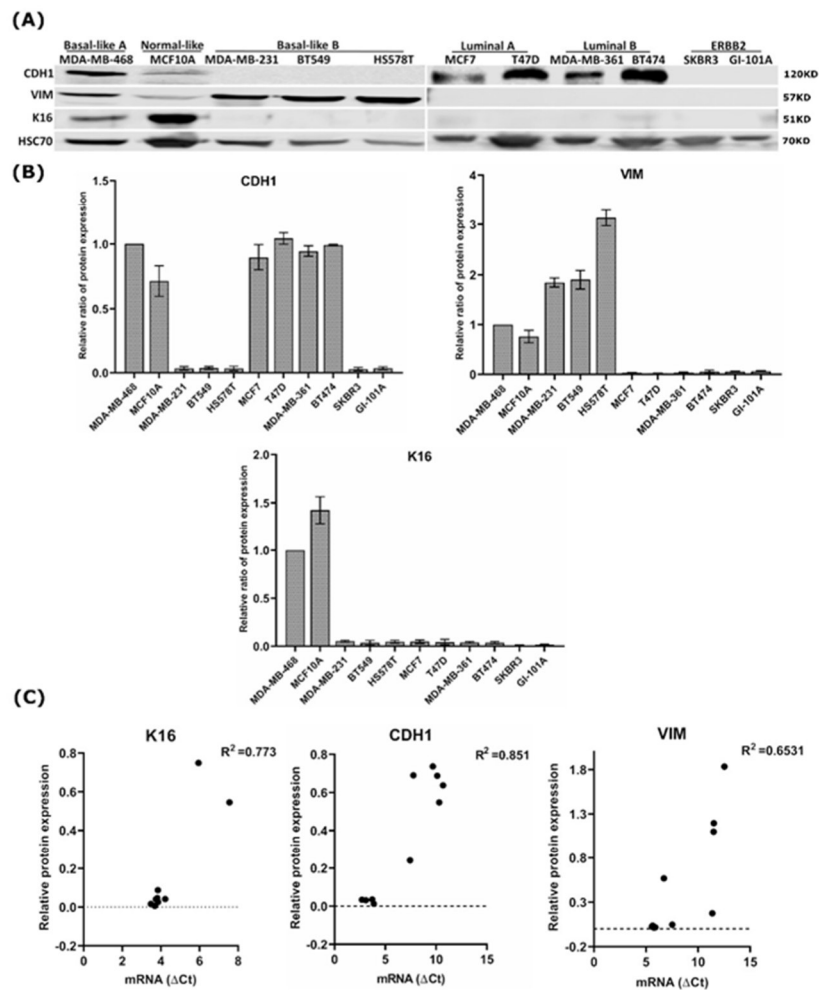 (A)
Basal-like A Normal-like Basal-like B Luminal A Luminal B ERBB2
MDA-MB-468 MCF10A MDA-MB-231 BT549 HS578T MCF7 T47D MDA-MB-361 BT474 SKBR3 GI-101A
CDH1 120KD
VIM 57KD
K16 51KD
HSC70 70KD
(B)
CDH1
Relative ratio of protein expression
1.5
1.0
0.5
0.0
MDA-MB-468 MCF10A MDA-MB-231 BT549 HS578T MCF7 T47D MDA-MB-361 BT474 SKBR3 GI-101A
VIM
Relative ratio of protein expression
4
3
2
1
0
MDA-MB-468 MCF10A MDA-MB-231 BT549 HS578T MCF7 T47D MDA-MB-361 BT474 SKBR3 GI-101A
K16
Relative ratio of protein expression
2.0
1.5
1.0
0.5
0.0
MDA-MB-468 MCF10A MDA-MB-231 BT549 HS578T MCF7 T47D MDA-MB-361 BT474 SKBR3 GI-101A
(C)
K16
R²=0.773
Relative protein expression
0.8
0.6
0.4
0.2
0.0
-0.2
0 2 4 6 8
mRNA (ΔCt)
CDH1
R²=0.851
Relative protein expression
0.8
0.6
0.4
0.2
0.0
-0.2
0 5 10 15
mRNA (ΔCt)
VIM
R²=0.6531
Relative protein expression
1.8
1.3
0.8
0.3
-0.2
0 5 10 15
mRNA (ΔCt)